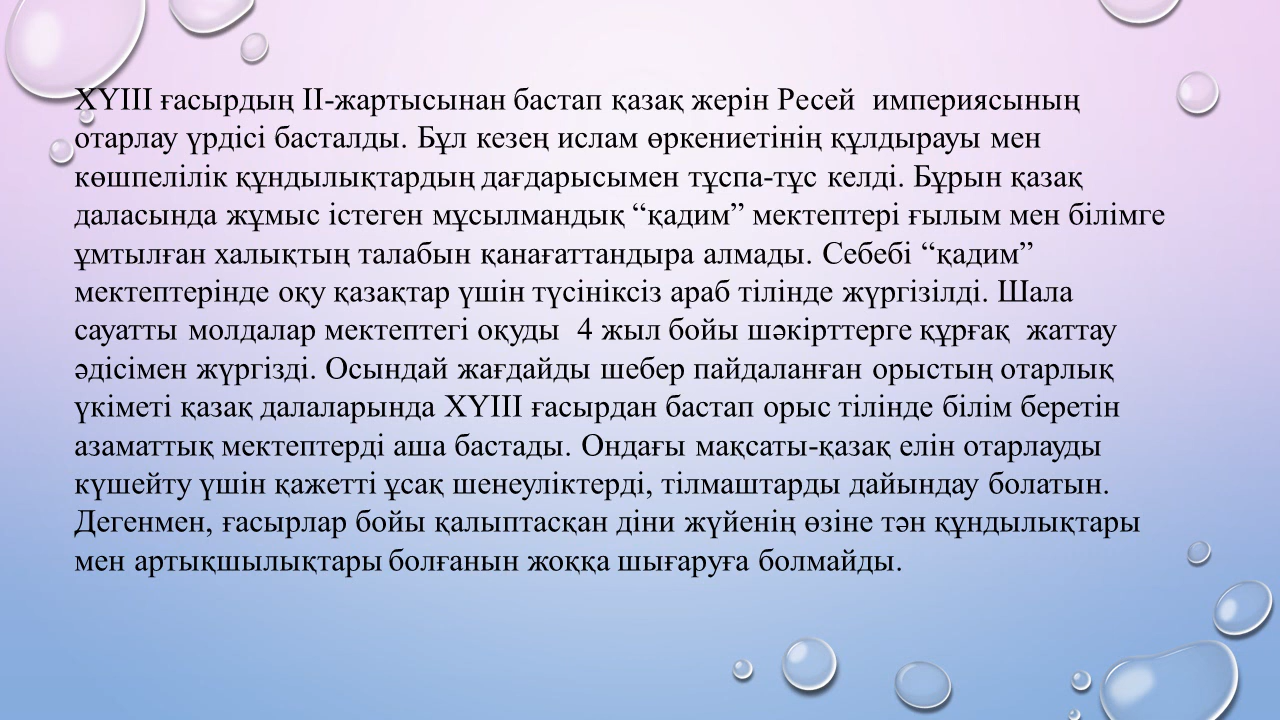 ХҮІІІ ғасырдың ІІ-жартысынан бастап қазақ жерін Ресей  империясының
отарлау үрдісі басталды. Бұл кезең ислам өркениетінің құлдырауы мен
көшпелілік құндылықтардың дағдарысымен тұспа-тұс келді. Бұрын қазақ
даласында жұмыс істеген мұсылмандық “қадим” мектептері ғылым мен білімге
ұмтылған халықтың талабын қанағаттандыра алмады. Себебі “қадим”
мектептерінде оқу қазақтар үшін түсініксіз араб тілінде жүргізілді. Шала
сауатты молдалар мектептегі оқуды  4 жыл бойы шәкірттерге құрғақ  жаттау
әдісімен жүргізді. Осындай жағдайды шебер пайдаланған орыстың отарлық
үкіметі қазақ далаларында ХҮІІІ ғасырдан бастап орыс тілінде білім беретін
азаматтық мектептерді аша бастады. Ондағы мақсаты-қазақ елін отарлауды
күшейту үшін қажетті ұсақ шенеуліктерді, тілмаштарды дайындау болатын.
Дегенмен, ғасырлар бойы қалыптасқан діни жүйенің өзіне тән құндылықтары
мен артықшылықтары болғанын жоққа шығаруға болмайды.